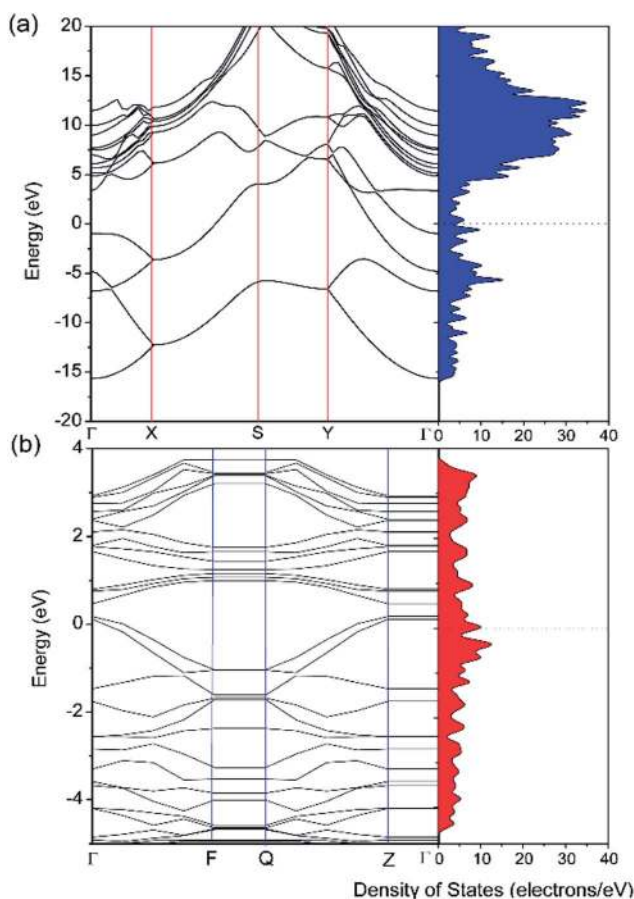 (a)
20
15
10
5
0
-5
-10
-15
-20
Energy (eV)
Γ X S Y Γ 0 10 20 30 40
(b)
4
2
0
-2
-4
Energy (eV)
Γ F Q Z Γ 0 10 20 30 40
Density of States (electrons/eV)